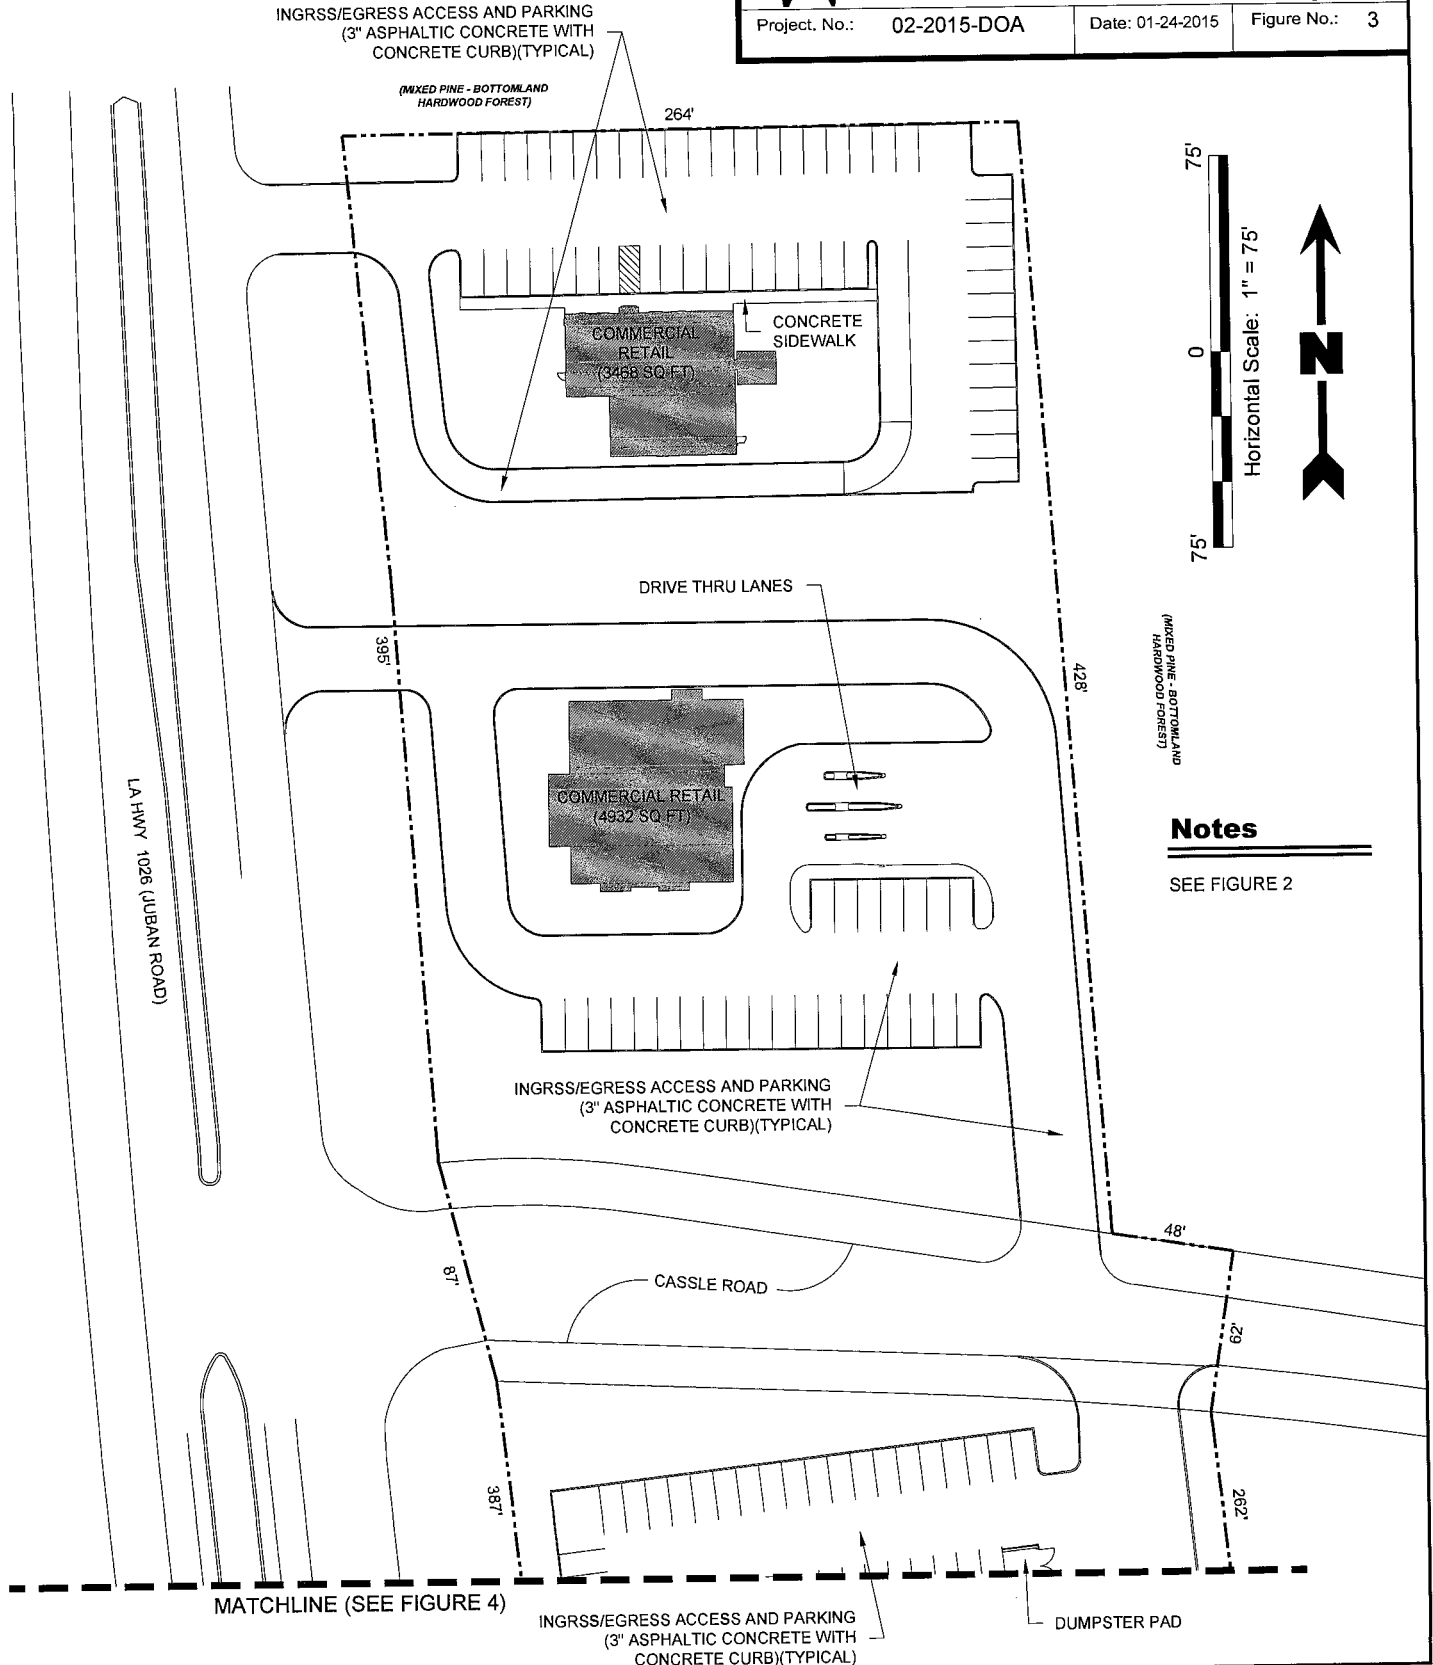 INGRSS/EGRESS ACCESS AND PARKING
(3" ASPHALTIC CONCRETE WITH
CONCRETE CURB)(TYPICAL)
Project. No.: 02-2015-DOA
Date: 01-24-2015
Figure No.: 3
(MIXED PINE - BOTTOMLAND
HARDWOOD FOREST)
264'
75'
0
75'
Horizontal Scale: 1" = 75'
N
COMMERCIAL
RETAIL
(3468 SQ FT)
CONCRETE
SIDEWALK
DRIVE THRU LANES
395'
428'
(MIXED PINE - BOTTOMLAND
HARDWOOD FOREST)
COMMERCIAL RETAIL
(4932 SQ FT)
LA HWY 1026 (JUBAN ROAD)
Notes
SEE FIGURE 2
INGRSS/EGRESS ACCESS AND PARKING
(3" ASPHALTIC CONCRETE WITH
CONCRETE CURB)(TYPICAL)
48'
87'
CASSLE ROAD
62'
387'
262'
MATCHLINE (SEE FIGURE 4)
INGRSS/EGRESS ACCESS AND PARKING
(3" ASPHALTIC CONCRETE WITH
CONCRETE CURB)(TYPICAL)
DUMPSTER PAD